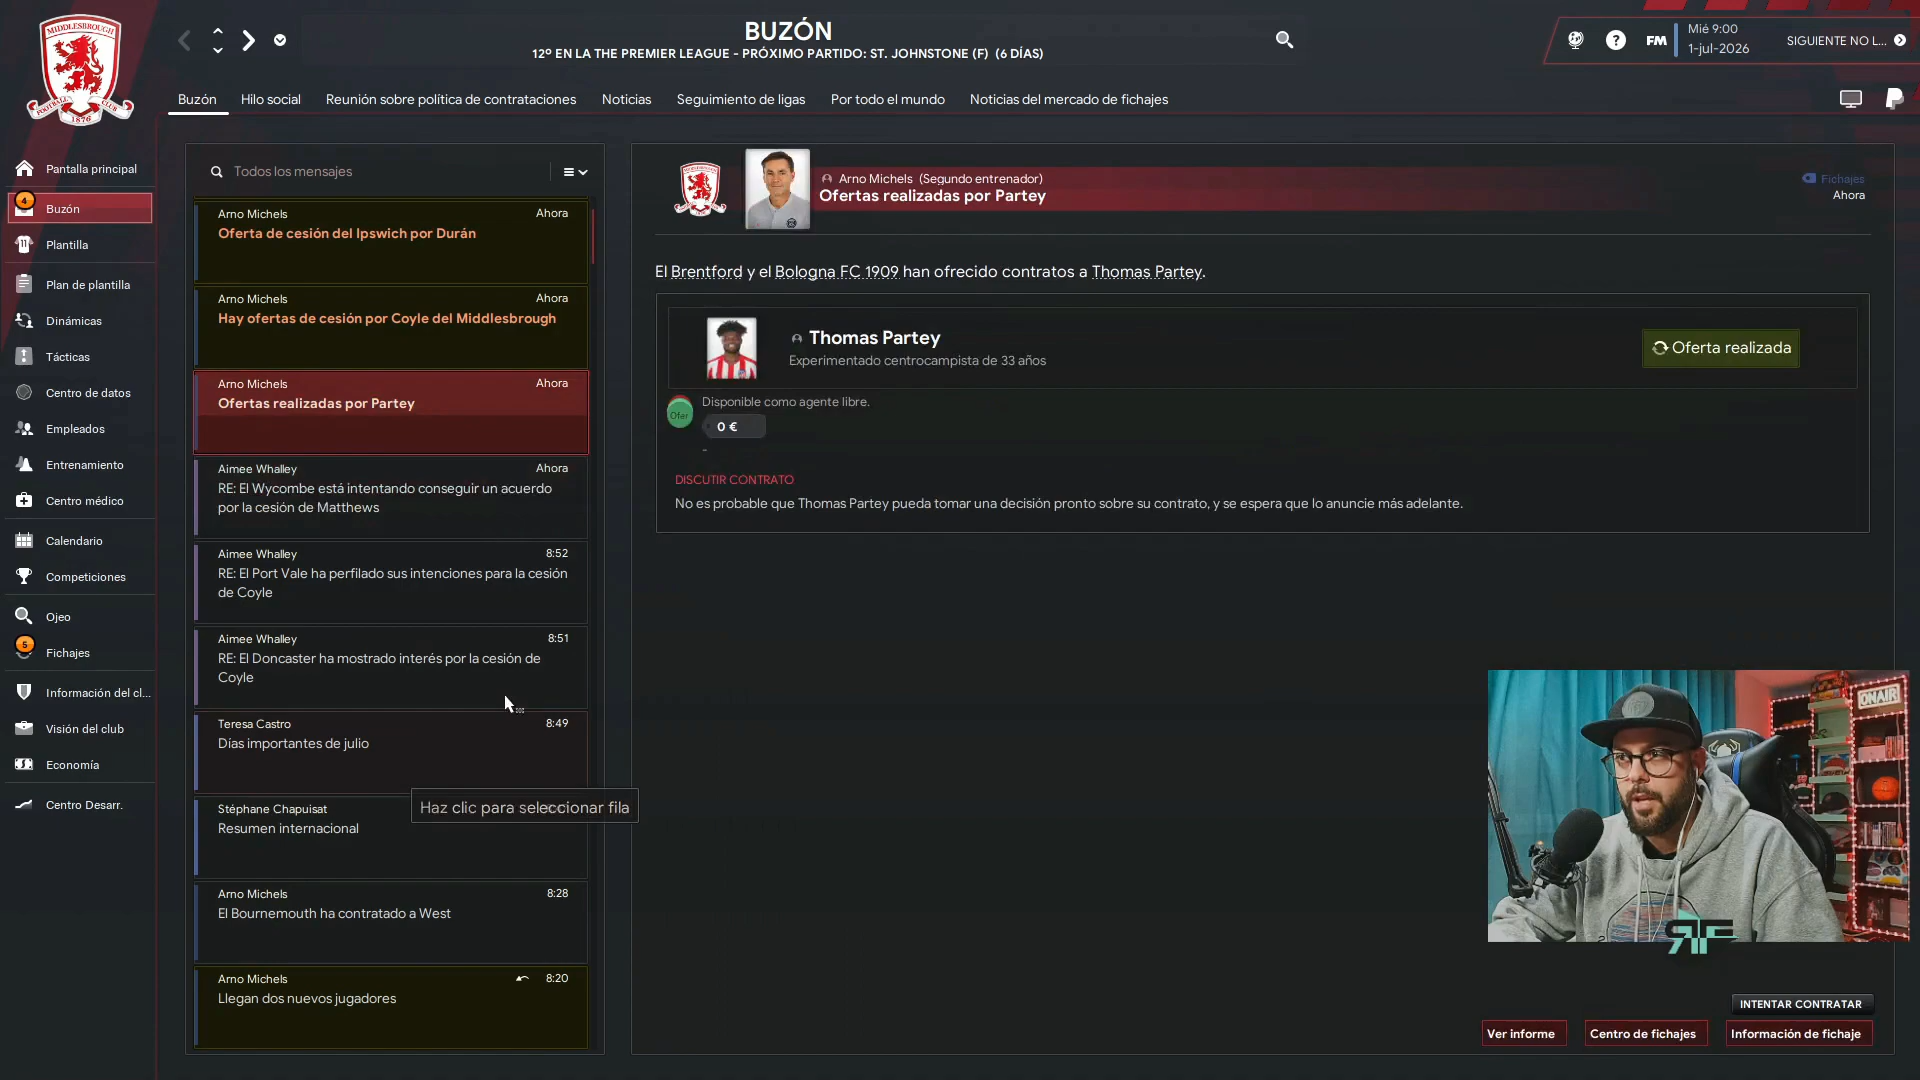 MIDDLESBROUGH
FOOTBALL CLUB
1876
BUZÓN
12º EN LA THE PREMIER LEAGUE - PRÓXIMO PARTIDO: ST. JOHNSTONE (F) (6 DÍAS)
FM
Mié 9:00
1-jul-2026
SIGUIENTE NO L...
Buzón
Hilo social
Reunión sobre política de contrataciones
Noticias
Seguimiento de ligas
Por todo el mundo
Noticias del mercado de fichajes
Pantalla principal
4
Buzón
11
Plantilla
Plan de plantilla
Dinámicas
Tácticas
Centro de datos
Empleados
Entrenamiento
Centro médico
Calendario
Competiciones
Ojeo
5
Fichajes
Información del cl...
Visión del club
Economía
Centro Desarr.
Todos los mensajes
Arno Michels
Ahora
Oferta de cesión del Ipswich por Durán
Arno Michels
Ahora
Hay ofertas de cesión por Coyle del Middlesbrough
Arno Michels
Ahora
Ofertas realizadas por Partey
Aimee Whalley
Ahora
RE: El Wycombe está intentando conseguir un acuerdo
por la cesión de Matthews
Aimee Whalley
8:52
RE: El Port Vale ha perfilado sus intenciones para la cesión
de Coyle
Aimee Whalley
8:51
RE: El Doncaster ha mostrado interés por la cesión de
Coyle
Teresa Castro
8:49
Días importantes de julio
Stéphane Chapuisat
Resumen internacional
Haz clic para seleccionar fila
Arno Michels
8:28
El Bournemouth ha contratado a West
Arno Michels
8:20
Llegan dos nuevos jugadores
Arno Michels (Segundo entrenador)
Ofertas realizadas por Partey
Fichajes
Ahora
El Brentford y el Bologna FC 1909 han ofrecido contratos a Thomas Partey.
Thomas Partey
Experimentado centrocampista de 33 años
Oferta realizada
Ofer
Disponible como agente libre.
0 €
-
DISCUTIR CONTRATO
No es probable que Thomas Partey pueda tomar una decisión pronto sobre su contrato, y se espera que lo anuncie más adelante.
ON AIR
INTENTAR CONTRATAR
Ver informe
Centro de fichajes
Información de fichaje